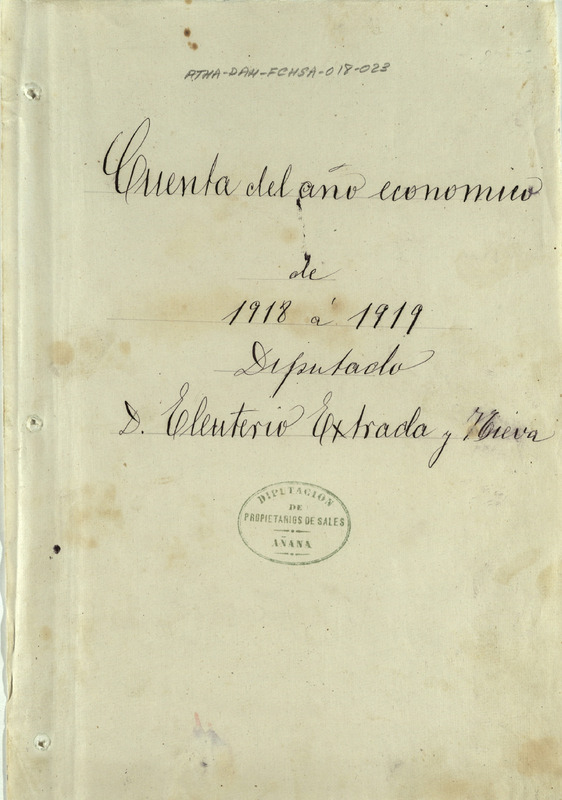 ATHA-DAH-FCHSA-018-023
Cuenta del año economico
de
1918 á 1919
Diputado
D. Eleuterio Extrada y Nieva
DIPUTACION
DE
PROPIETARIOS DE SALES
AÑANA